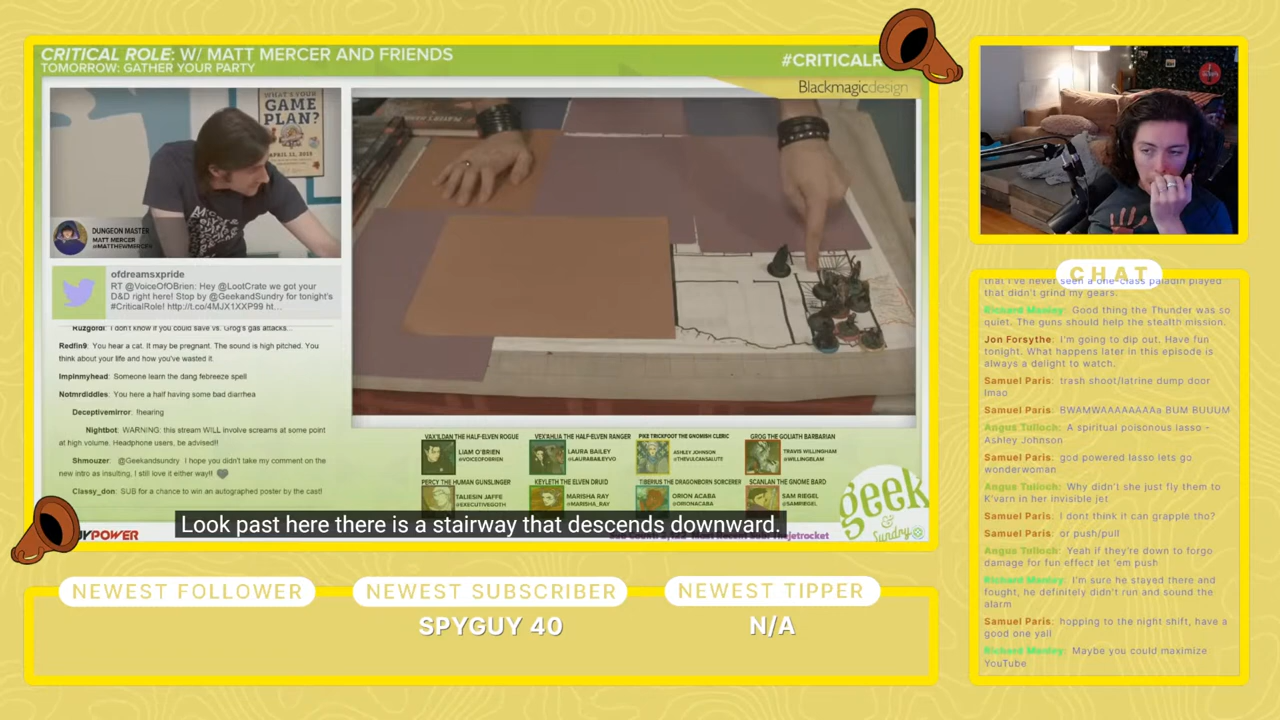 CRITICAL ROLE: W/ MATT MERCER AND FRIENDS
TOMORROW: GATHER YOUR PARTY
#CRITICALR
Blackmagicdesign
WHAT'S YOUR
GAME
PLAN?
APRIL 11, 2015
DUNGEON MASTER
MATT MERCER
@MATTHEWMERCER
ofdreamsxpride
RT @VoiceOfOBrien: Hey @LootCrate we got your
D&D right here! Stop by @GeekandSundry for tonight's
#CriticalRole! http://t.co/4MJX1XXP99 ht…
Ruzgordi: I don't know if you could save vs. Grog's gas attacks...
Redfin9: You hear a cat. It may be pregnant. The sound is high pitched. You
think about your life and how you've wasted it.
Impinmyhead: Someone learn the dang febreeze spell
Notmrdiddles: You here a half having some bad diarrhea
Deceptivemirror: fhearing
Nightbot: WARNING: this stream WILL involve screams at some point
at high volume. Headphone users, be advised!!
Shmouzer: @Geekandsundry I hope you didn't take my comment on the
new intro as insulting. I still love it either way!!
Classy_don: SUB for a chance to win an autographed poster by the cast!
VAX'ILDAN THE HALF-ELVEN ROGUE
LIAM O'BRIEN
@VOICEOFOBRIEN
VEX'AHLIA THE HALF-ELVEN RANGER
LAURA BAILEY
@LAURABAILEYVO
PIKE TRICKFOOT THE GNOMISH CLERIC
ASHLEY JOHNSON
@THEVULCANSALUTE
GROG THE GOLIATH BARBARIAN
TRAVIS WILLINGHAM
@WILLINGBLAM
PERCY THE HUMAN GUNSLINGER
TALIESIN JAFFE
@EXECUTIVEGOTH
KEYLETH THE ELVEN DRUID
MARISHA RAY
@MARISHA_RAY
TIBERIUS THE DRAGONBORN SORCERER
ORION ACABA
@ORIONACABA
SCANLAN THE GNOME BARD
SAM RIEGEL
@SAMRIEGEL
geek
& Sundry
YPOWER
jetrocket
Look past here there is a stairway that descends downward.
NEWEST FOLLOWER
NEWEST SUBSCRIBER
SPYGUY 40
NEWEST TIPPER
N/A
CHAT
that I've never seen a one-class paladin played
that didn't grind my gears.
Richard Manley: Good thing the Thunder was so
quiet. The guns should help the stealth mission.
Jon Forsythe: I'm going to dip out. Have fun
tonight. What happens later in this episode is
always a delight to watch.
Samuel Paris: trash shoot/latrine dump door
lmao
Samuel Paris: BWAMWAAAAAAAa BUM BUUUM
Angus Tulloch: A spiritual poisonous lasso -
Ashley Johnson
Samuel Paris: god powered lasso lets go
wonderwoman
Angus Tulloch: Why didn't she just fly them to
K'varn in her invisible jet
Samuel Paris: I dont think it can grapple tho?
Samuel Paris: or push/pull
Angus Tulloch: Yeah if they're down to forgo
damage for fun effect let 'em push
Richard Manley: I'm sure he stayed there and
fought, he definitely didn't run and sound the
alarm
Samuel Paris: hopping to the night shift, have a
good one yall
Richard Manley: Maybe you could maximize
YouTube